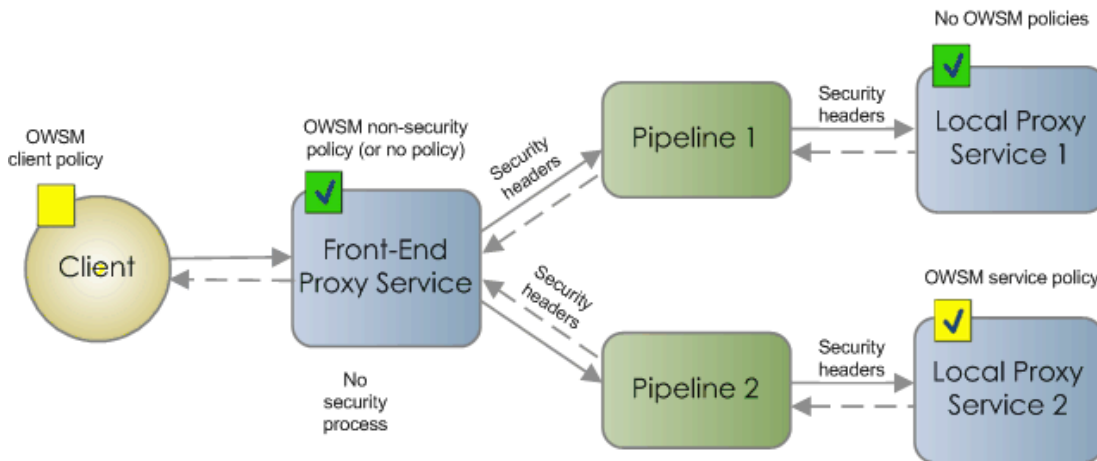 No OWSM policies
OWSM
client policy
OWSM non-security
policy (or no policy)
Security
headers
Pipeline 1
Security
headers
Local Proxy
Service 1
Client
Front-End
Proxy Service
Security
headers
OWSM service policy
No
security
process
Pipeline 2
Security
headers
Local Proxy
Service 2